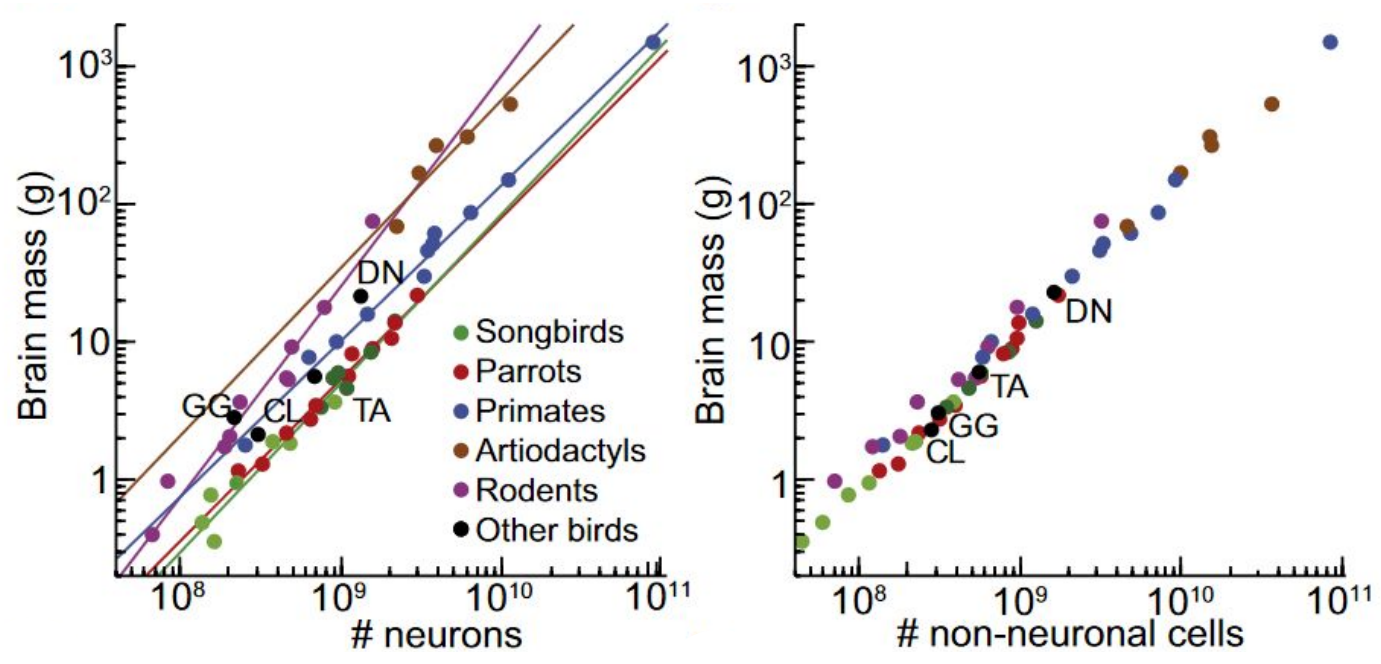 Brain mass (g)
10³
10²
10
1
GG
CL
DN
TA
Songbirds
Parrots
Primates
Artiodactyls
Rodents
Other birds
10⁸
10⁹
10¹⁰
10¹¹
# neurons
Brain mass (g)
10³
10²
10
1
DN
TA
GG
CL
10⁸
10⁹
10¹⁰
10¹¹
# non-neuronal cells